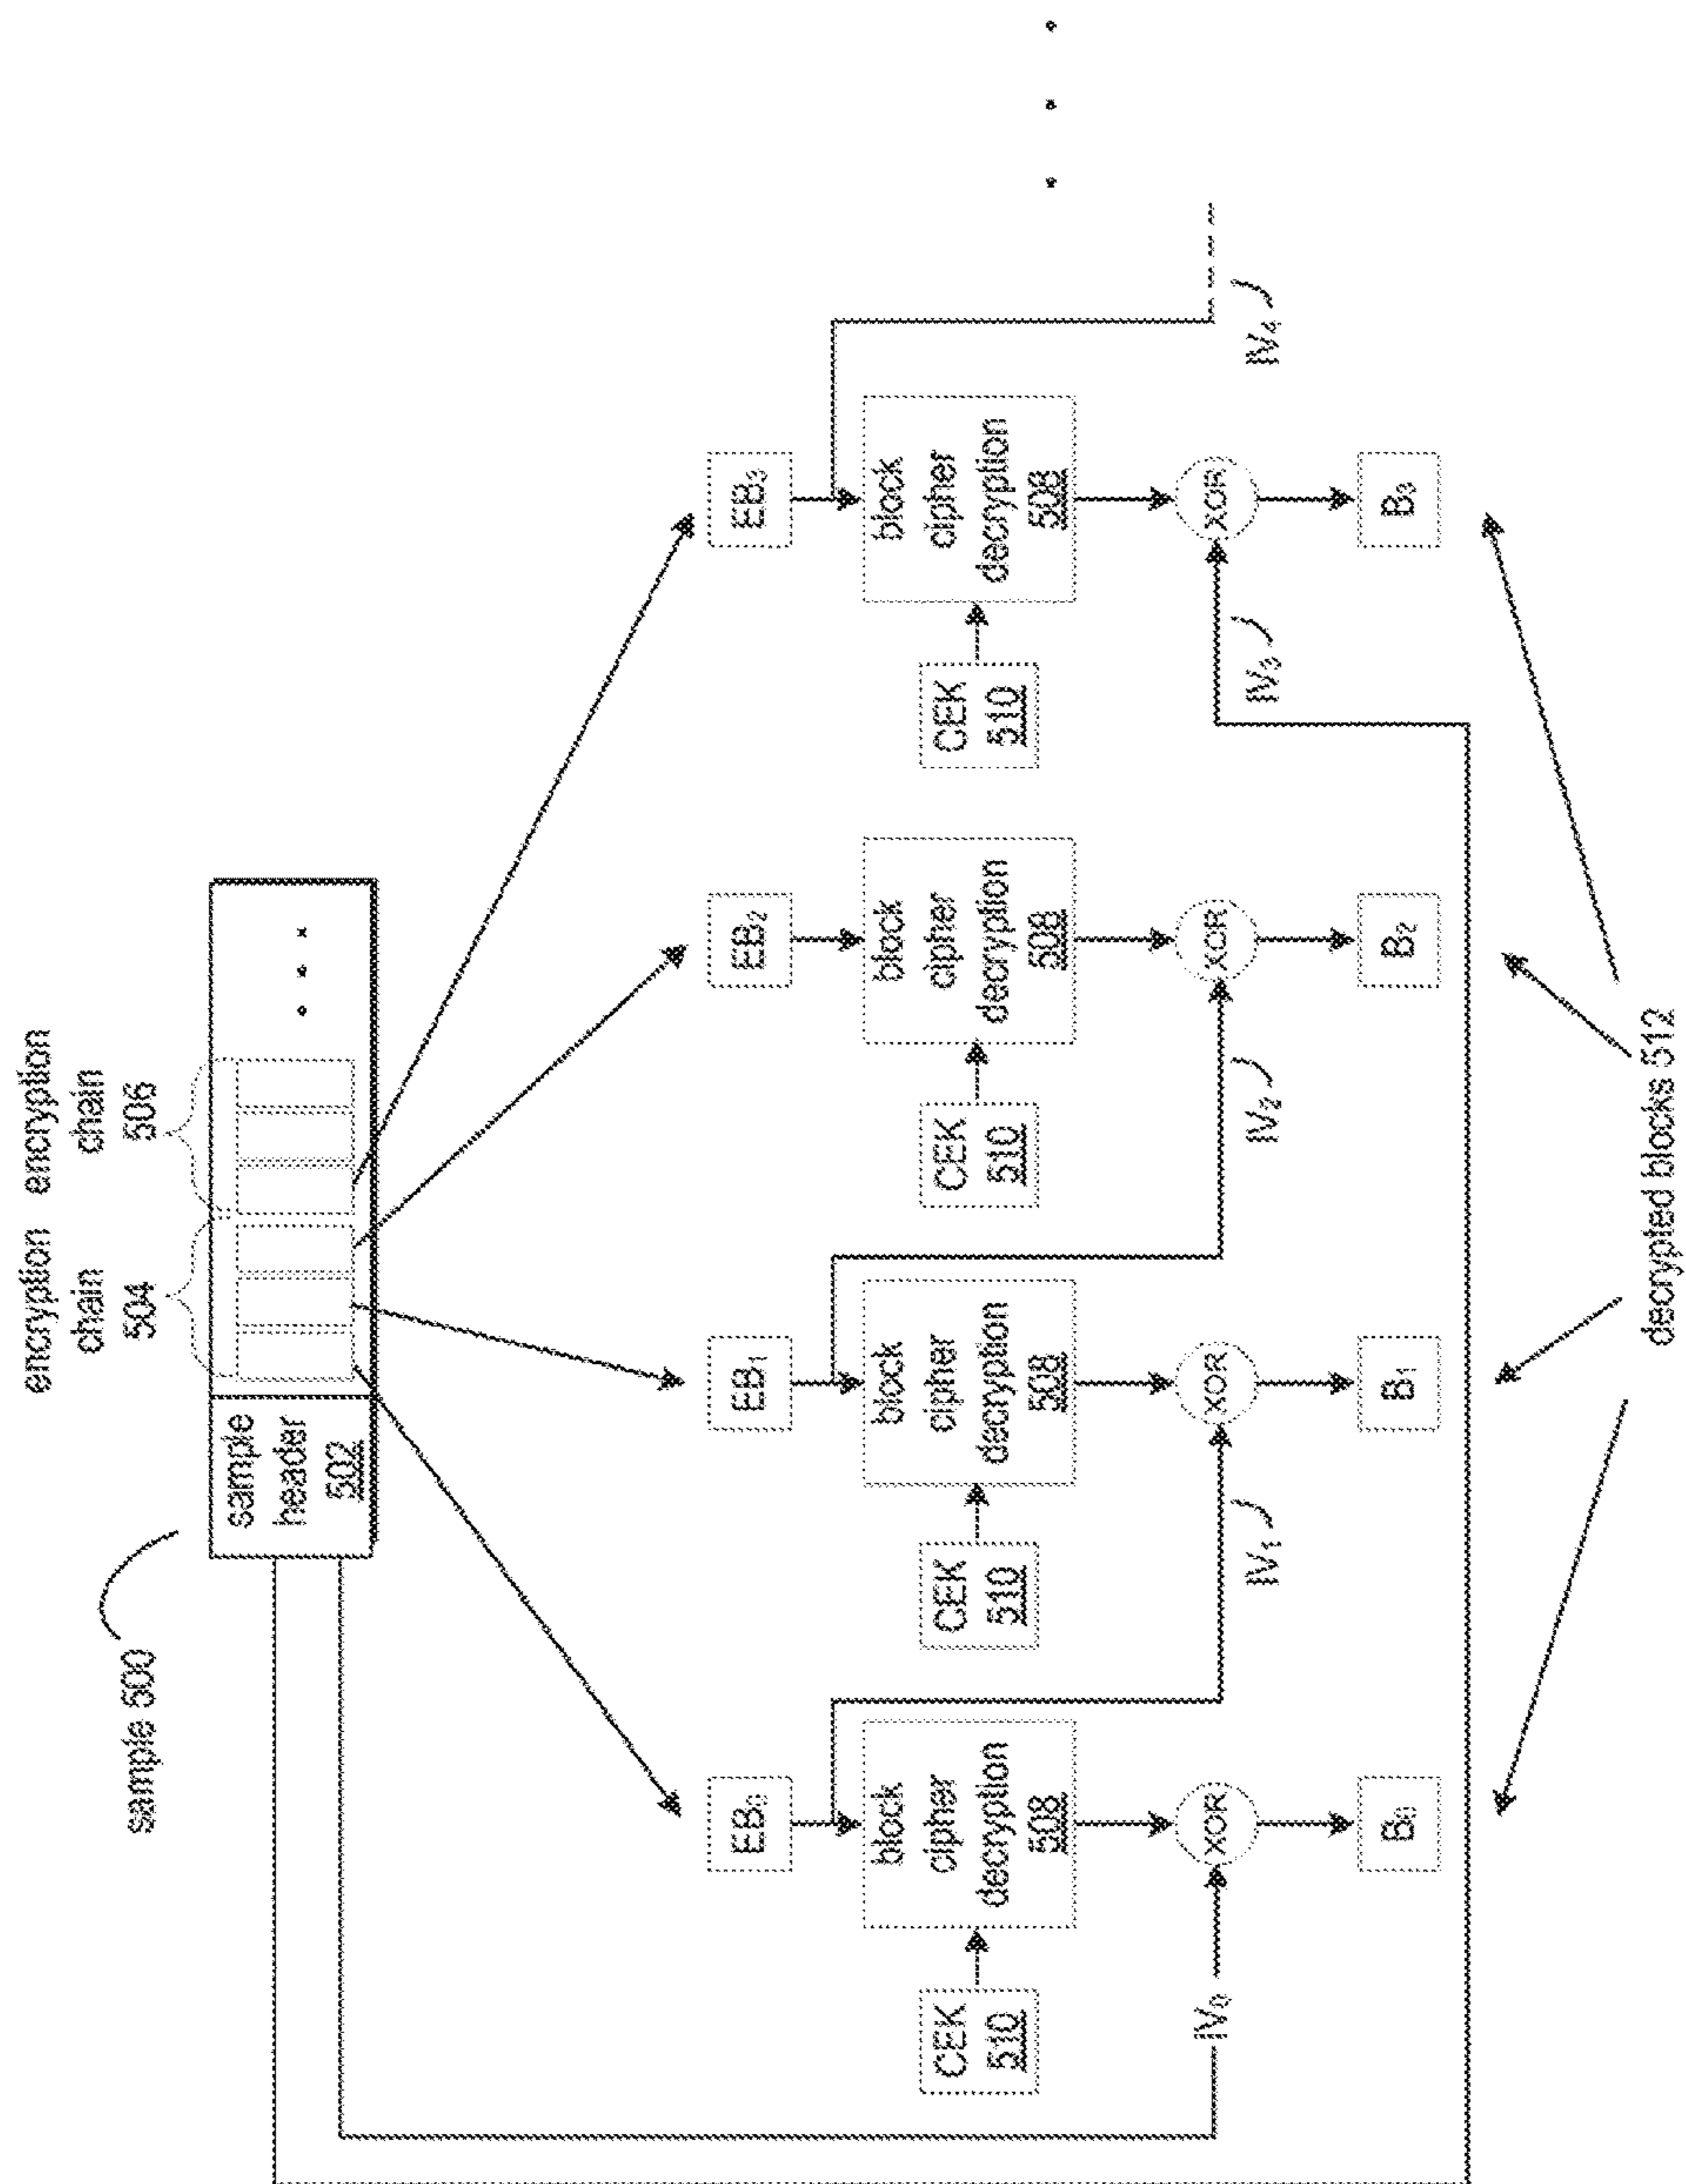 sample 500
sample
header
502
encryption
chain
504
encryption
chain
506
EB₀
EB₁
EB₂
EB₃
CEK
510
block
cipher
decryption
508
CEK
510
block
cipher
decryption
508
CEK
510
block
cipher
decryption
508
CEK
510
block
cipher
decryption
508
IV₀
XOR
IV₁
XOR
IV₂
XOR
IV₃
XOR
IV₄
B₀
B₁
B₂
B₃
decrypted blocks 512